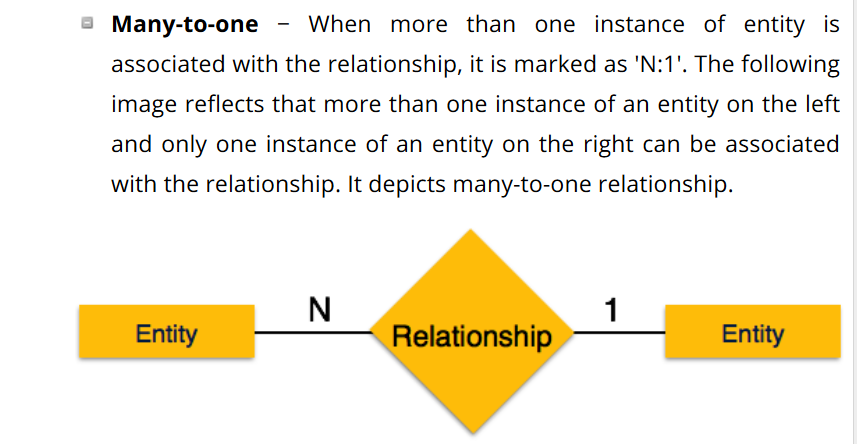 Many-to-one – When more than one instance of entity is
associated with the relationship, it is marked as 'N:1'. The following
image reflects that more than one instance of an entity on the left
and only one instance of an entity on the right can be associated
with the relationship. It depicts many-to-one relationship.
N
1
Entity
Relationship
Entity